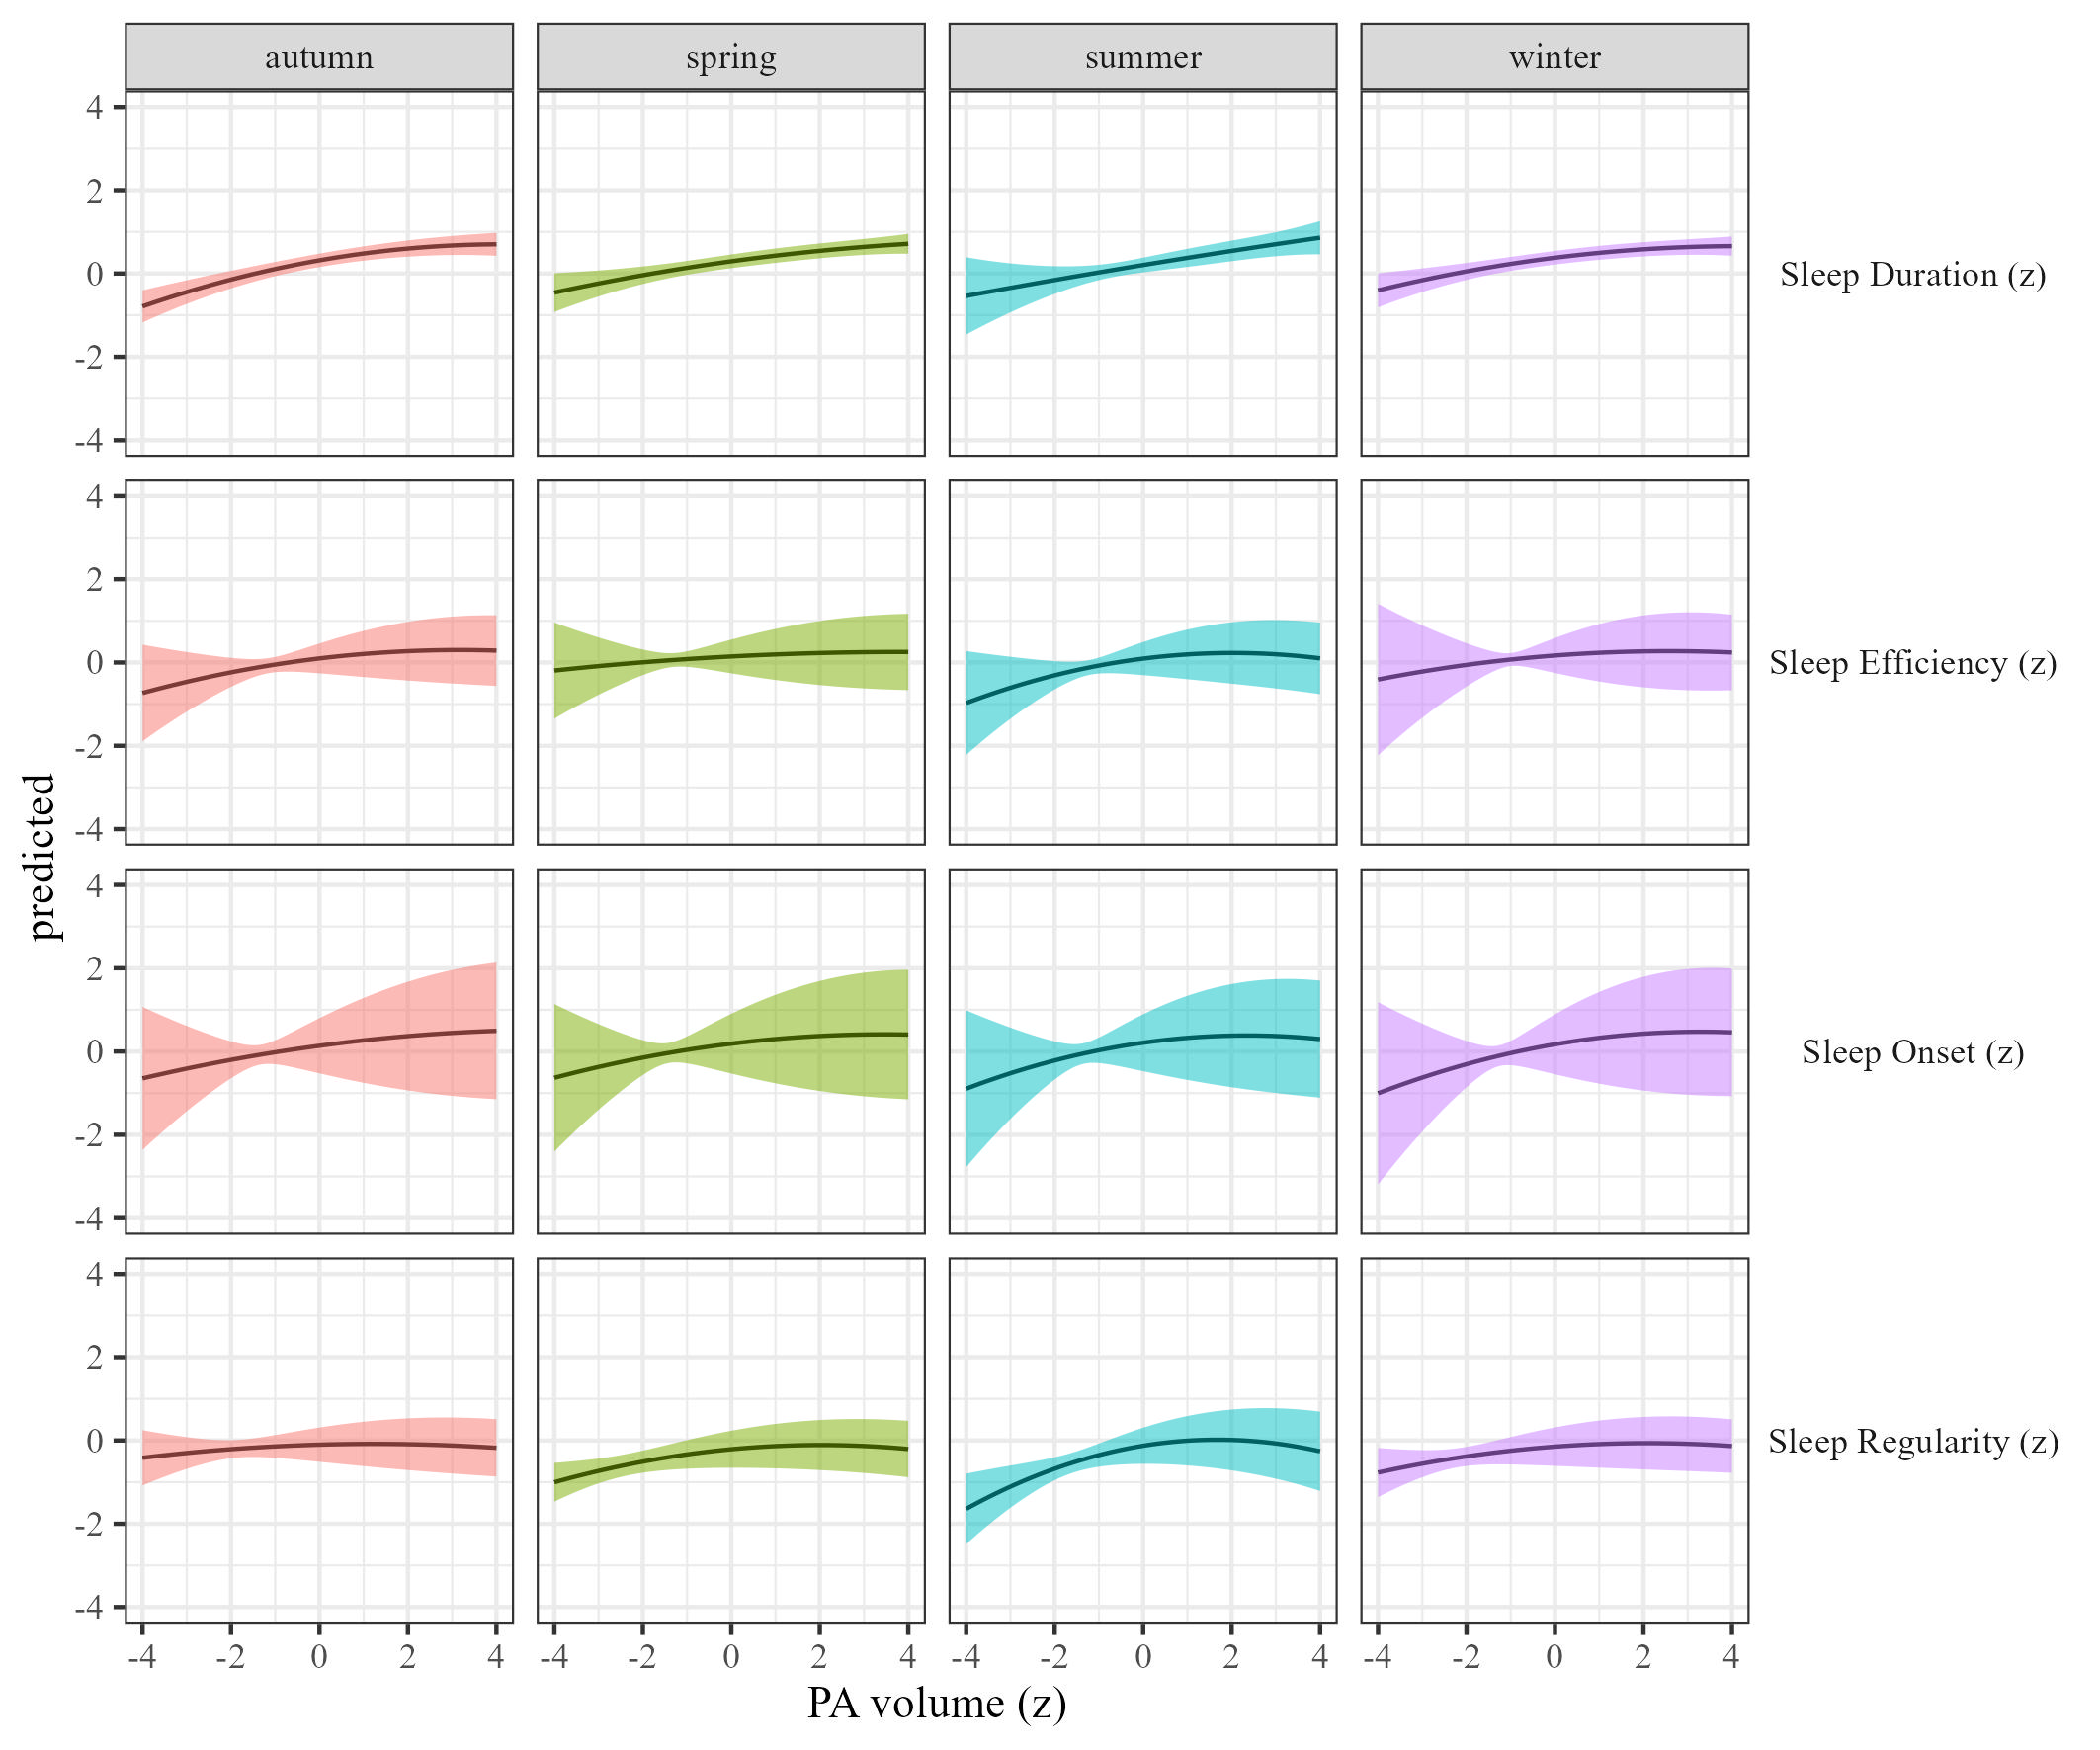 autumn spring summer winter
4
2
0
-2
-4
Sleep Duration (z)
4
2
0
-2
-4
Sleep Efficiency (z)
predicted
4
2
0
-2
-4
Sleep Onset (z)
4
2
0
-2
-4
Sleep Regularity (z)
-4 -2 0 2 4 -4 -2 0 2 4 -4 -2 0 2 4 -4 -2 0 2 4
PA volume (z)